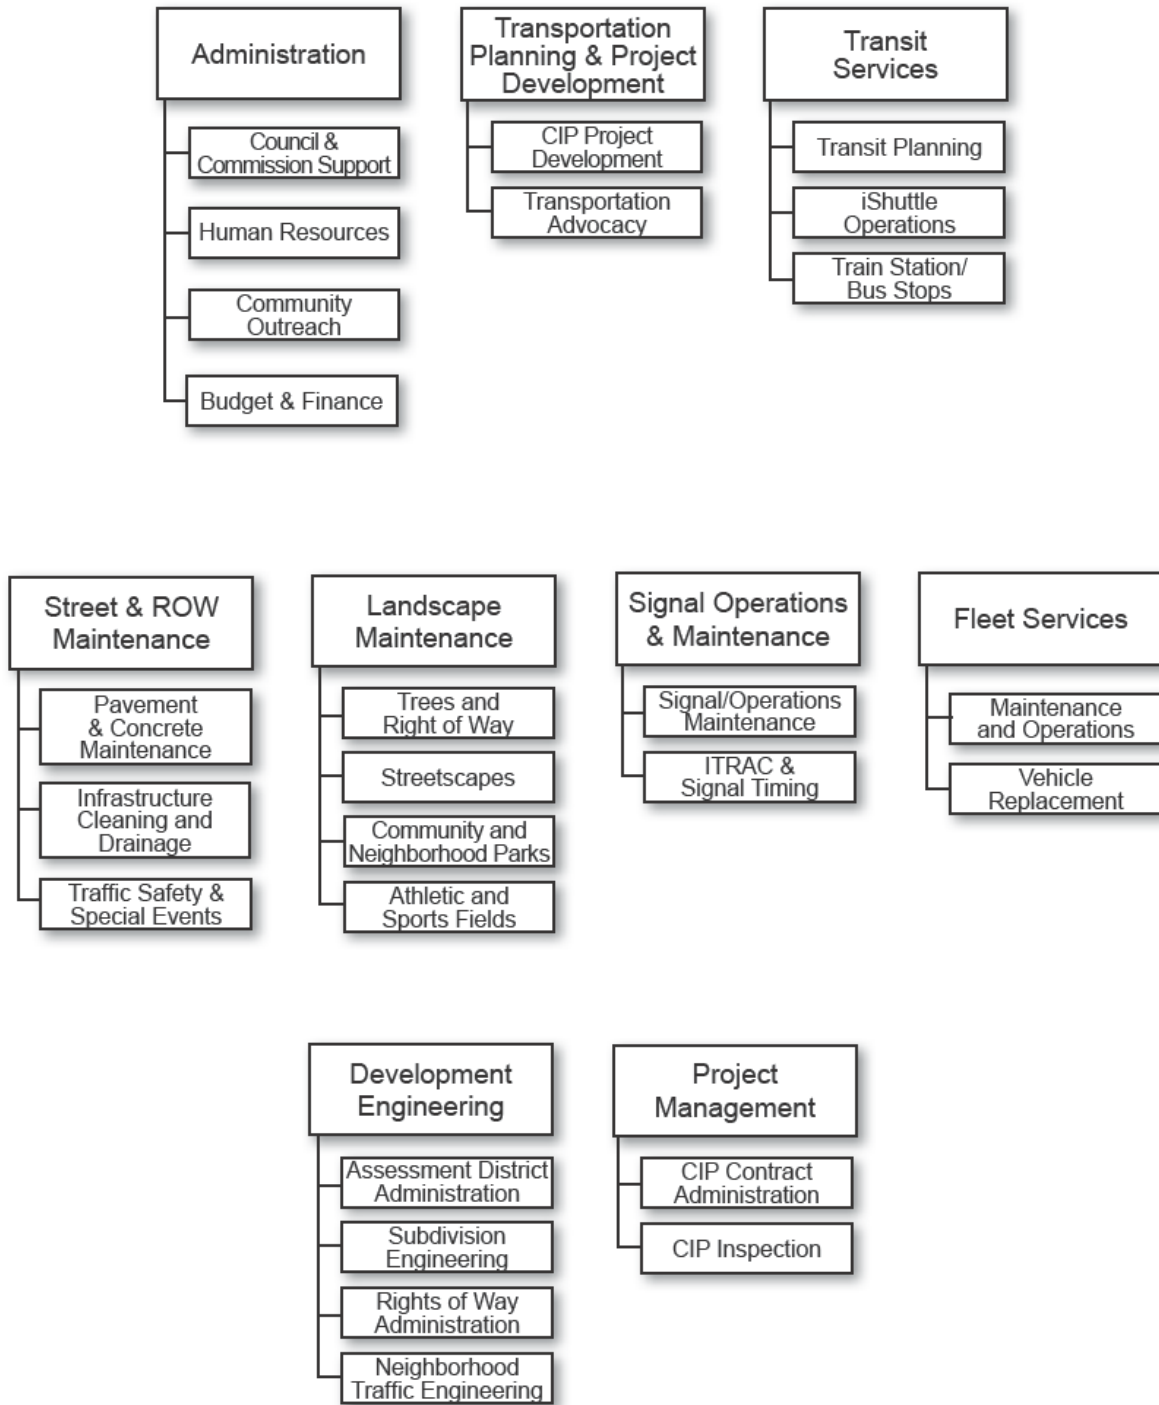 Administration
Council &
Commission Support
Human Resources
Community
Outreach
Budget & Finance
Transportation
Planning & Project
Development
CIP Project
Development
Transportation
Advocacy
Transit
Services
Transit Planning
iShuttle
Operations
Train Station/
Bus Stops
Street & ROW
Maintenance
Pavement
& Concrete
Maintenance
Infrastructure
Cleaning and
Drainage
Traffic Safety &
Special Events
Landscape
Maintenance
Trees and
Right of Way
Streetscapes
Community and
Neighborhood Parks
Athletic and
Sports Fields
Signal Operations
& Maintenance
Signal/Operations
Maintenance
ITRAC &
Signal Timing
Fleet Services
Maintenance
and Operations
Vehicle
Replacement
Development
Engineering
Assessment District
Administration
Subdivision
Engineering
Rights of Way
Administration
Neighborhood
Traffic Engineering
Project
Management
CIP Contract
Administration
CIP Inspection